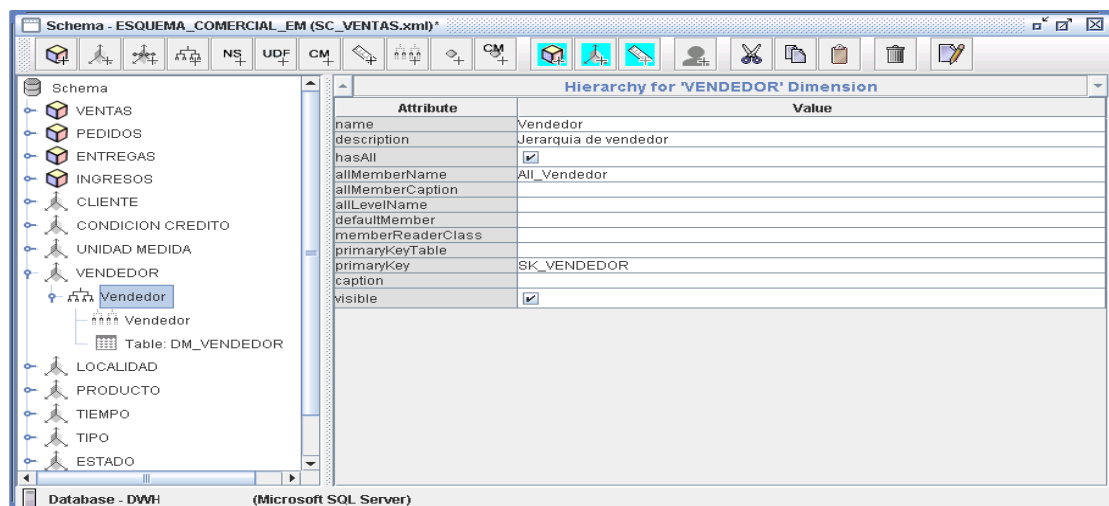 Schema - ESQUEMA_COMERCIAL_EM (SC_VENTAS.xml)*
NS UDF CM CM
Schema
VENTAS
PEDIDOS
ENTREGAS
INGRESOS
CLIENTE
CONDICION CREDITO
UNIDAD MEDIDA
VENDEDOR
Vendedor
Vendedor
Table: DM_VENDEDOR
LOCALIDAD
PRODUCTO
TIEMPO
TIPO
ESTADO
Hierarchy for 'VENDEDOR' Dimension
Attribute Value
name Vendedor
description Jerarquia de vendedor
hasAll
allMemberName All_Vendedor
allMemberCaption
allLevelName
defaultMember
memberReaderClass
primaryKeyTable
primaryKey SK_VENDEDOR
caption
visible
Database - DWH (Microsoft SQL Server)